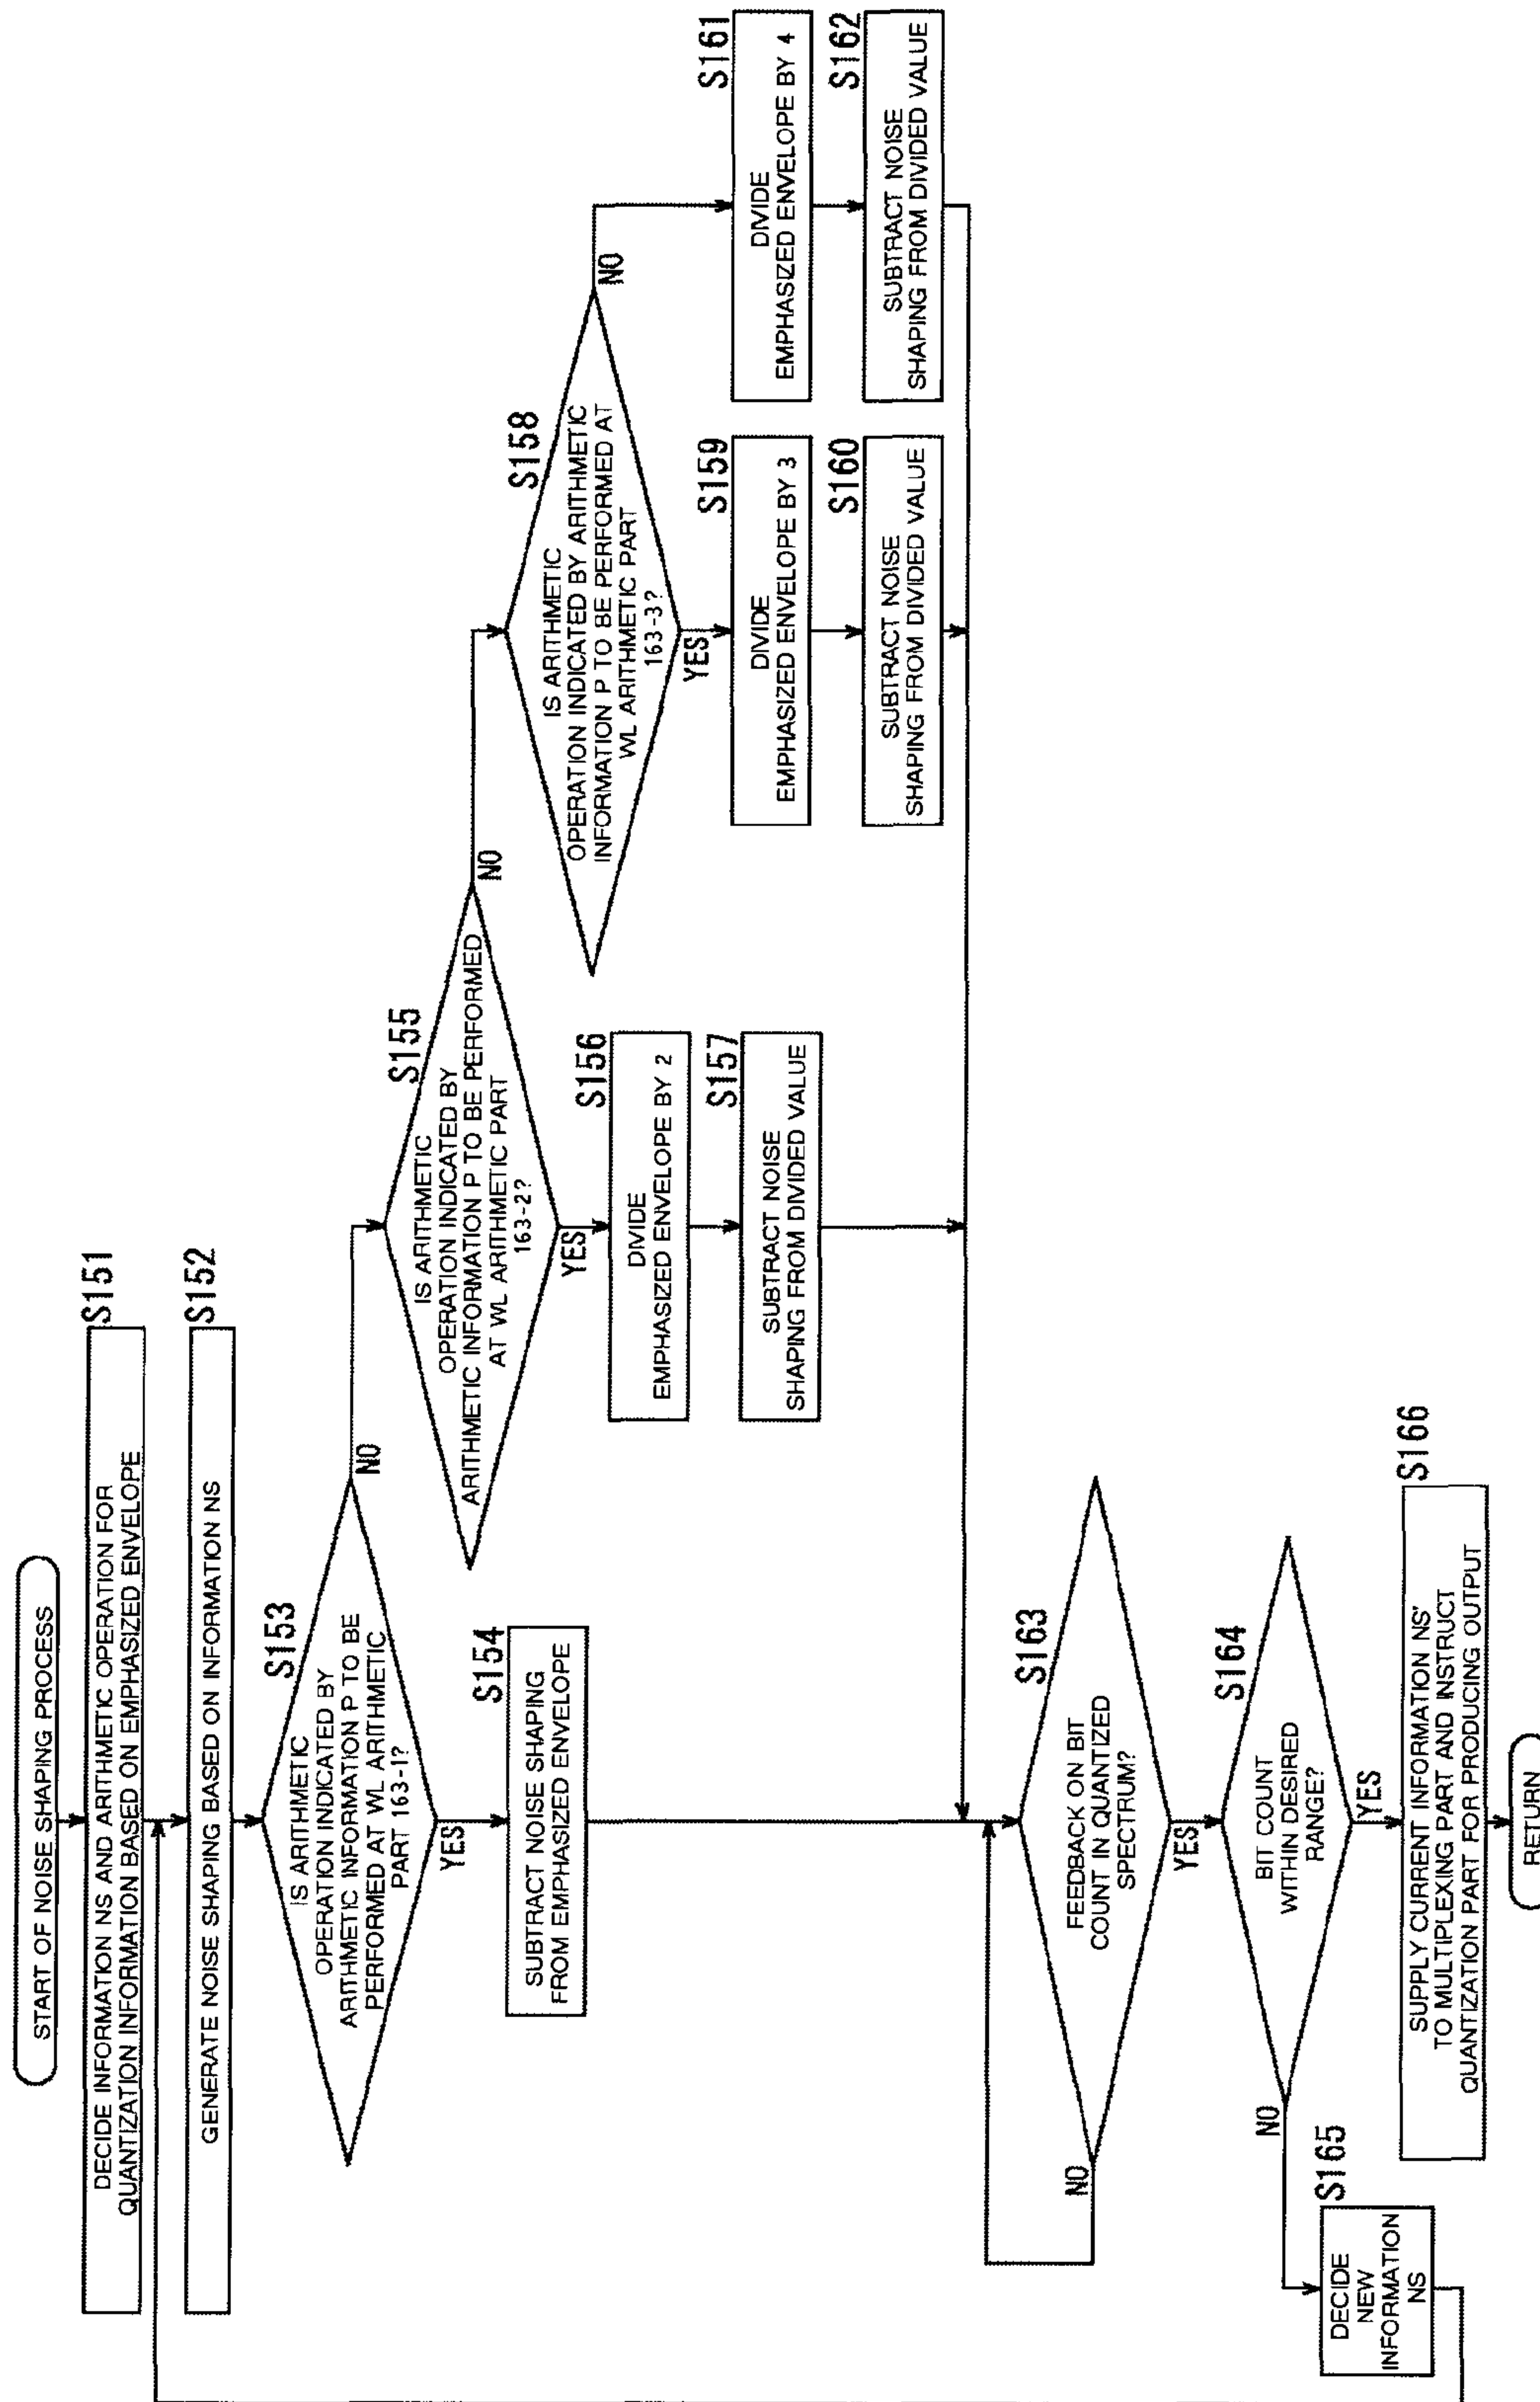 START OF NOISE SHAPING PROCESS
S151
DECIDE INFORMATION NS AND ARITHMETIC OPERATION FOR
QUANTIZATION INFORMATION BASED ON EMPHASIZED ENVELOPE
S152
GENERATE NOISE SHAPING BASED ON INFORMATION NS
S153
IS ARITHMETIC
OPERATION INDICATED BY
ARITHMETIC INFORMATION P TO BE
PERFORMED AT WL ARITHMETIC
PART 163-1?
NO
YES
S154
SUBTRACT NOISE SHAPING
FROM EMPHASIZED ENVELOPE
S155
IS ARITHMETIC
OPERATION INDICATED BY
ARITHMETIC INFORMATION P TO BE PERFORMED
AT WL ARITHMETIC PART
163-2?
NO
YES
S156
DIVIDE
EMPHASIZED ENVELOPE BY 2
S157
SUBTRACT NOISE
SHAPING FROM DIVIDED VALUE
S158
IS ARITHMETIC
OPERATION INDICATED BY ARITHMETIC
INFORMATION P TO BE PERFORMED AT
WL ARITHMETIC PART
163-3?
NO
YES
S159
DIVIDE
EMPHASIZED ENVELOPE BY 3
S160
SUBTRACT NOISE
SHAPING FROM DIVIDED VALUE
S161
DIVIDE
EMPHASIZED ENVELOPE BY 4
S162
SUBTRACT NOISE
SHAPING FROM DIVIDED VALUE
S163
FEEDBACK ON BIT
COUNT IN QUANTIZED
SPECTRUM?
NO
YES
S164
BIT COUNT
WITHIN DESIRED
RANGE?
NO
YES
S165
DECIDE
NEW
INFORMATION
NS
S166
SUPPLY CURRENT INFORMATION NS'
TO MULTIPLEXING PART AND INSTRUCT
QUANTIZATION PART FOR PRODUCING OUTPUT
RETURN